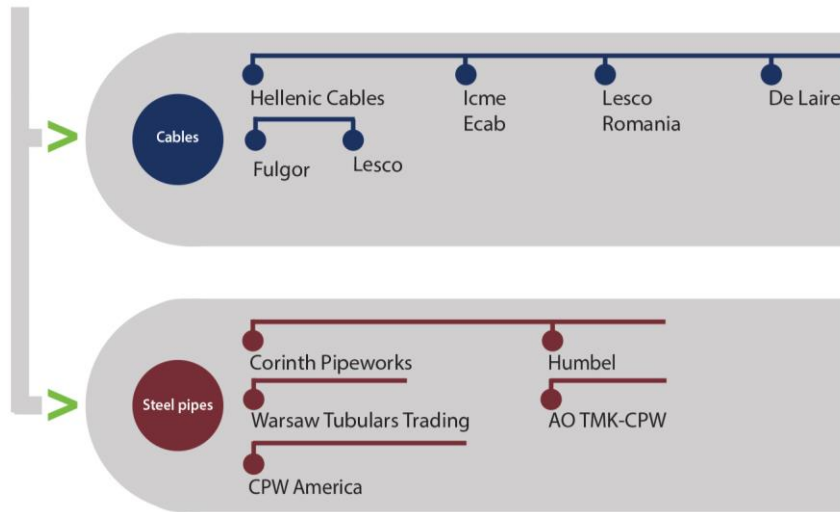 Cables
Hellenic Cables
Icme
Ecab
Lesco
Romania
De Laire
Fulgor
Lesco
Steel pipes
Corinth Pipeworks
Humbel
Warsaw Tubulars Trading
AO TMK-CPW
CPW America